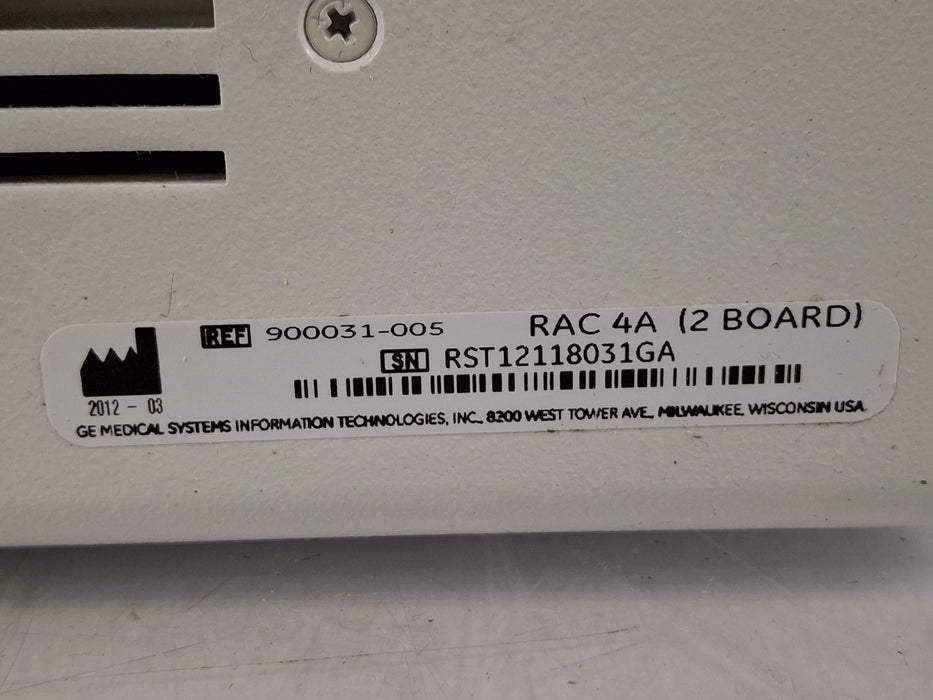 REF 900031-005 RAC 4A (2 BOARD)
SN RST12118031GA
2012 - 03
GE MEDICAL SYSTEMS INFORMATION TECHNOLOGIES, INC., 8200 WEST TOWER AVE., MILWAUKEE, WISCONSIN USA